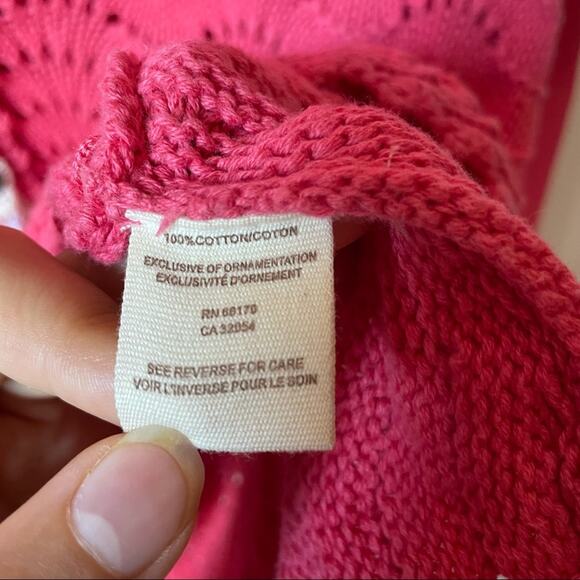 100%COTTON/COTON
EXCLUSIVE OF ORNAMENTATION
EXCLUSIVITÉ D'ORNEMENT
RN 66170
CA 32054
SEE REVERSE FOR CARE
VOIR L'INVERSE POUR LE SOIN